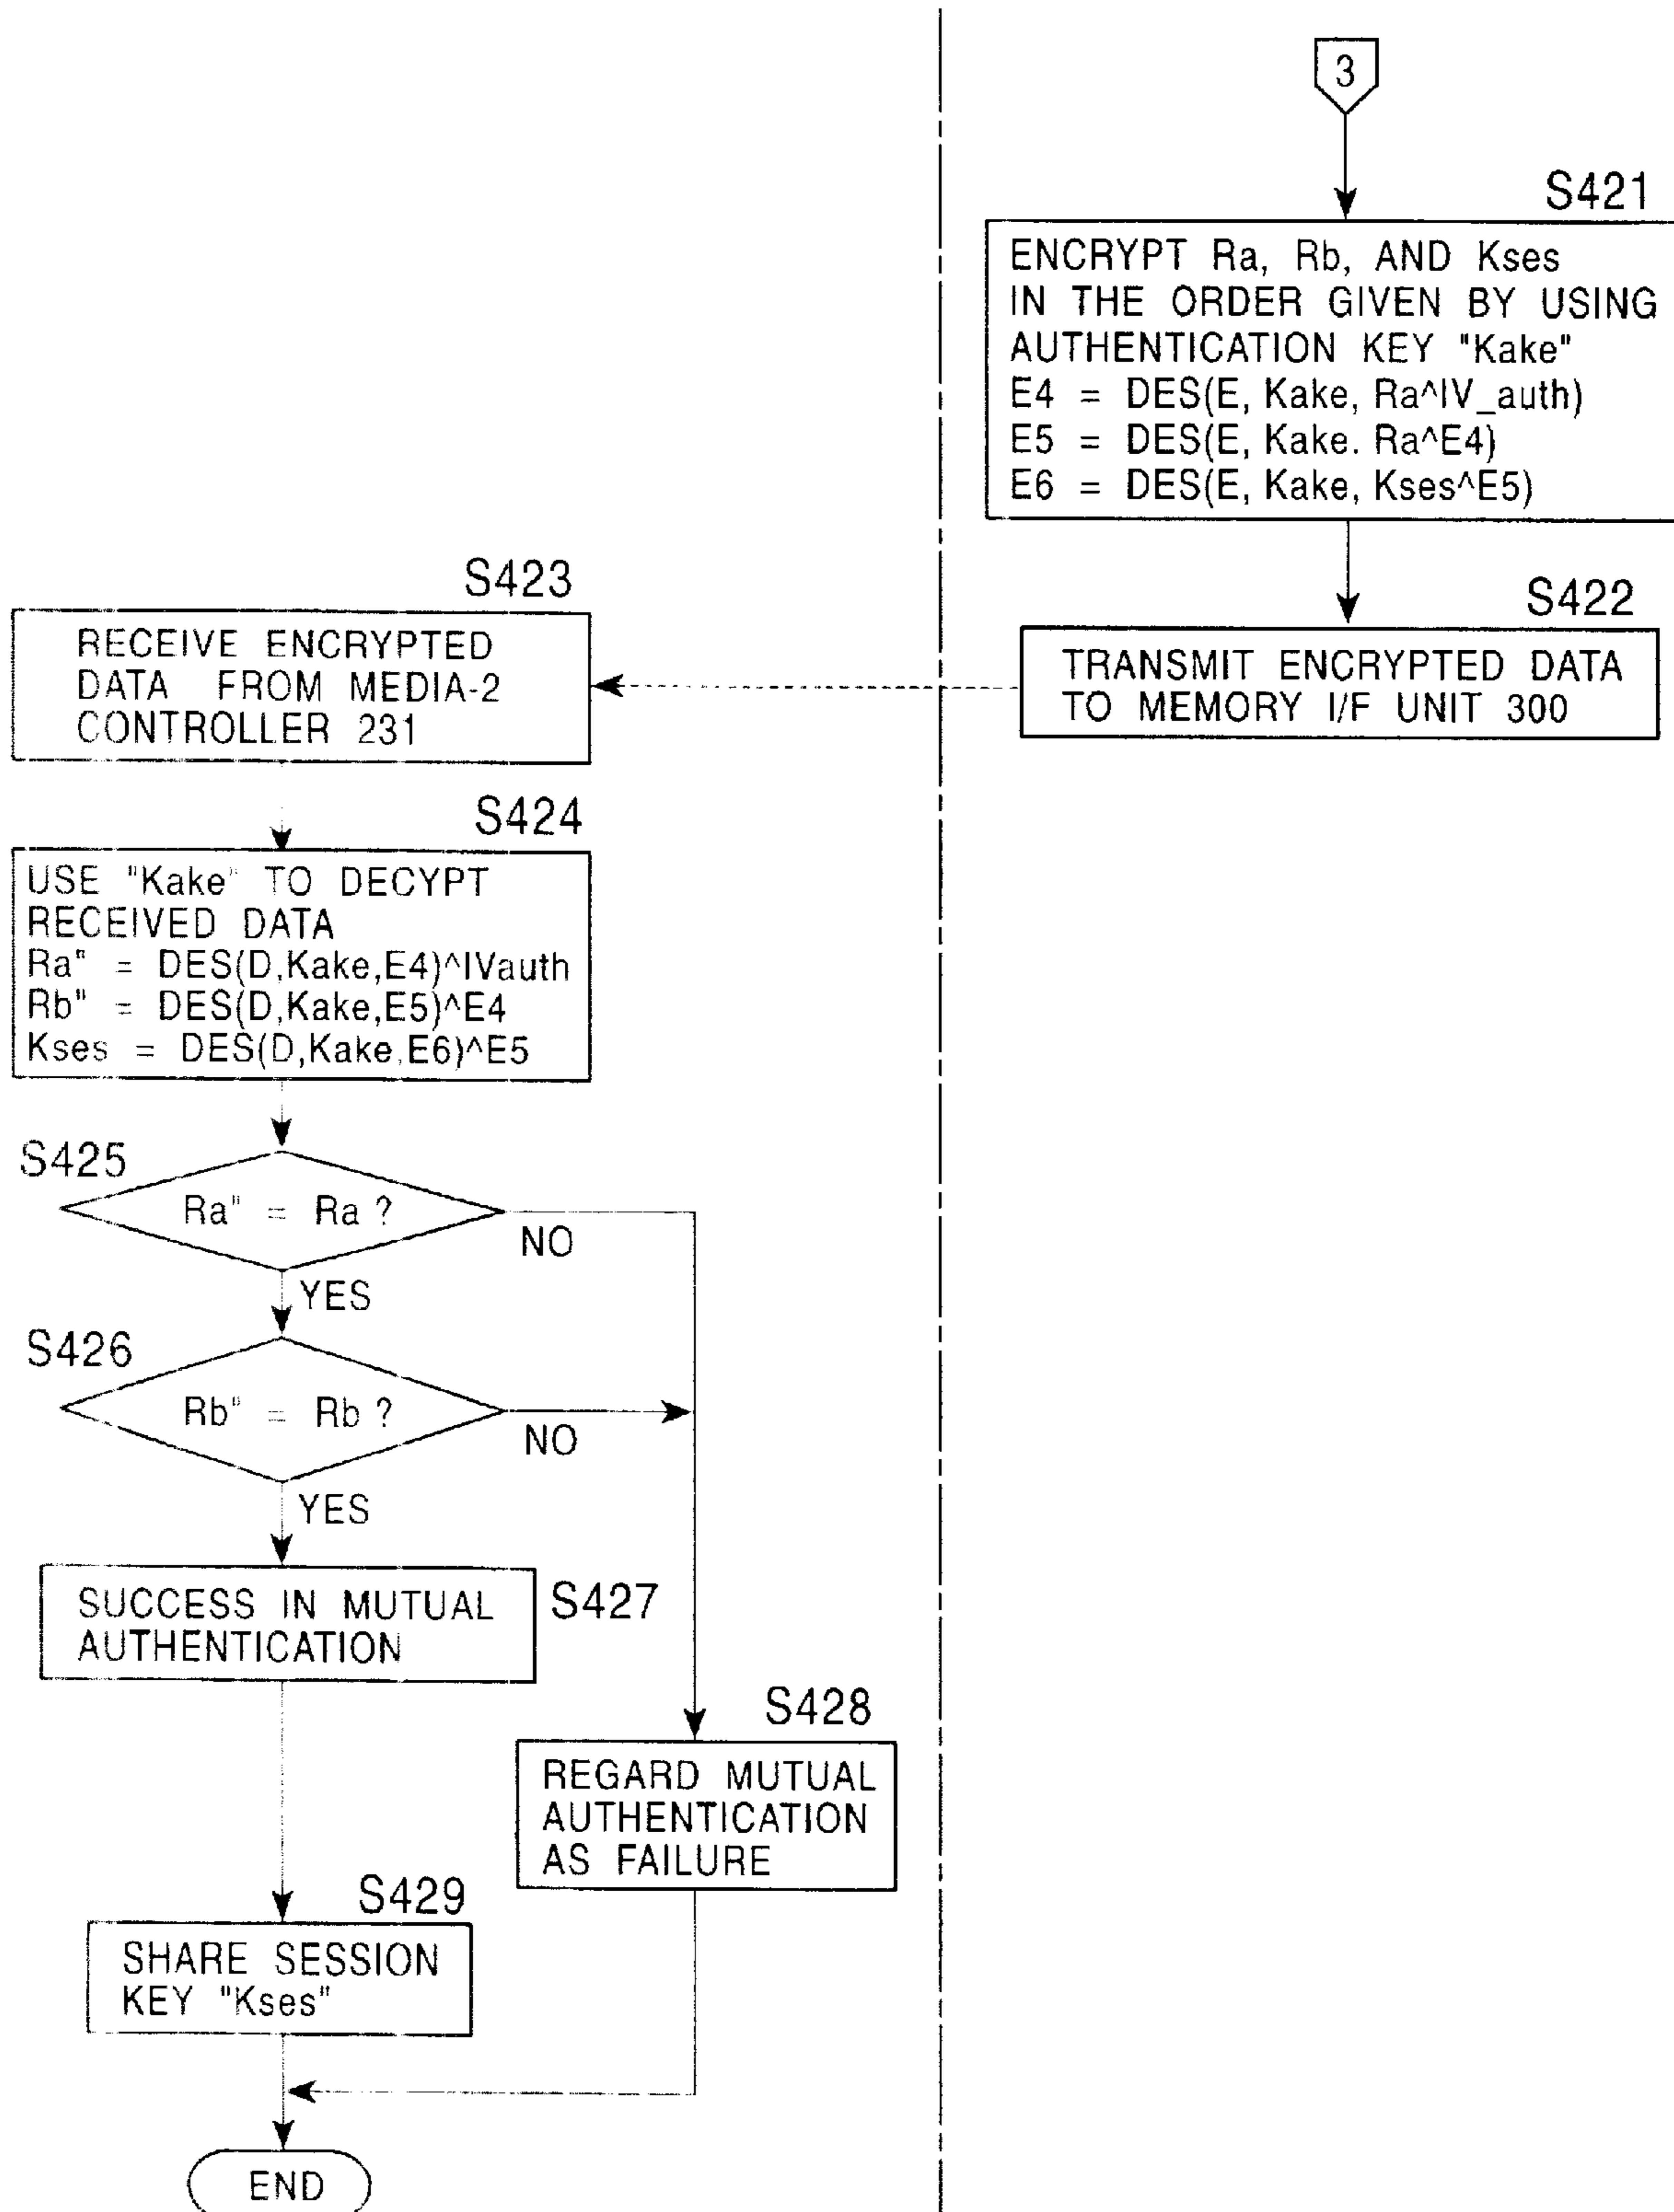 3
S421
ENCRYPT Ra, Rb, AND Kses
IN THE ORDER GIVEN BY USING
AUTHENTICATION KEY "Kake"
E4 = DES(E, Kake, Ra^IV_auth)
E5 = DES(E, Kake. Ra^E4)
E6 = DES(E, Kake, Kses^E5)
S422
TRANSMIT ENCRYPTED DATA
TO MEMORY I/F UNIT 300
S423
RECEIVE ENCRYPTED
DATA FROM MEDIA-2
CONTROLLER 231
S424
USE "Kake" TO DECYPT
RECEIVED DATA
Ra" = DES(D,Kake,E4)^IVauth
Rb" = DES(D,Kake,E5)^E4
Kses = DES(D,Kake,E6)^E5
S425
Ra" = Ra ?
NO
YES
S426
Rb" = Rb ?
NO
YES
SUCCESS IN MUTUAL
AUTHENTICATION
S427
S428
REGARD MUTUAL
AUTHENTICATION
AS FAILURE
S429
SHARE SESSION
KEY "Kses"
END